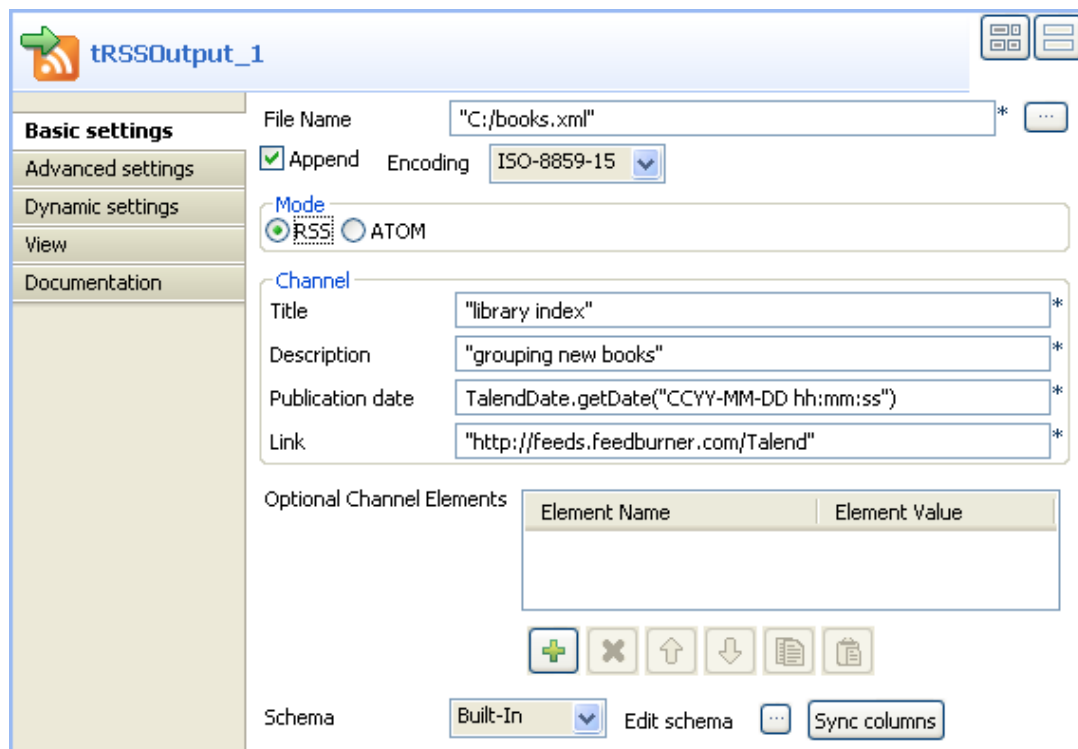 tRSSOutput_1
Basic settings
Advanced settings
Dynamic settings
View
Documentation
File Name "C:/books.xml" * ...
Append Encoding ISO-8859-15
Mode
RSS ATOM
Channel
Title "library index" *
Description "grouping new books" *
Publication date TalendDate.getDate("CCYY-MM-DD hh:mm:ss") *
Link "http://feeds.feedburner.com/Talend" *
Optional Channel Elements Element Name Element Value
Schema Built-In Edit schema ... Sync columns